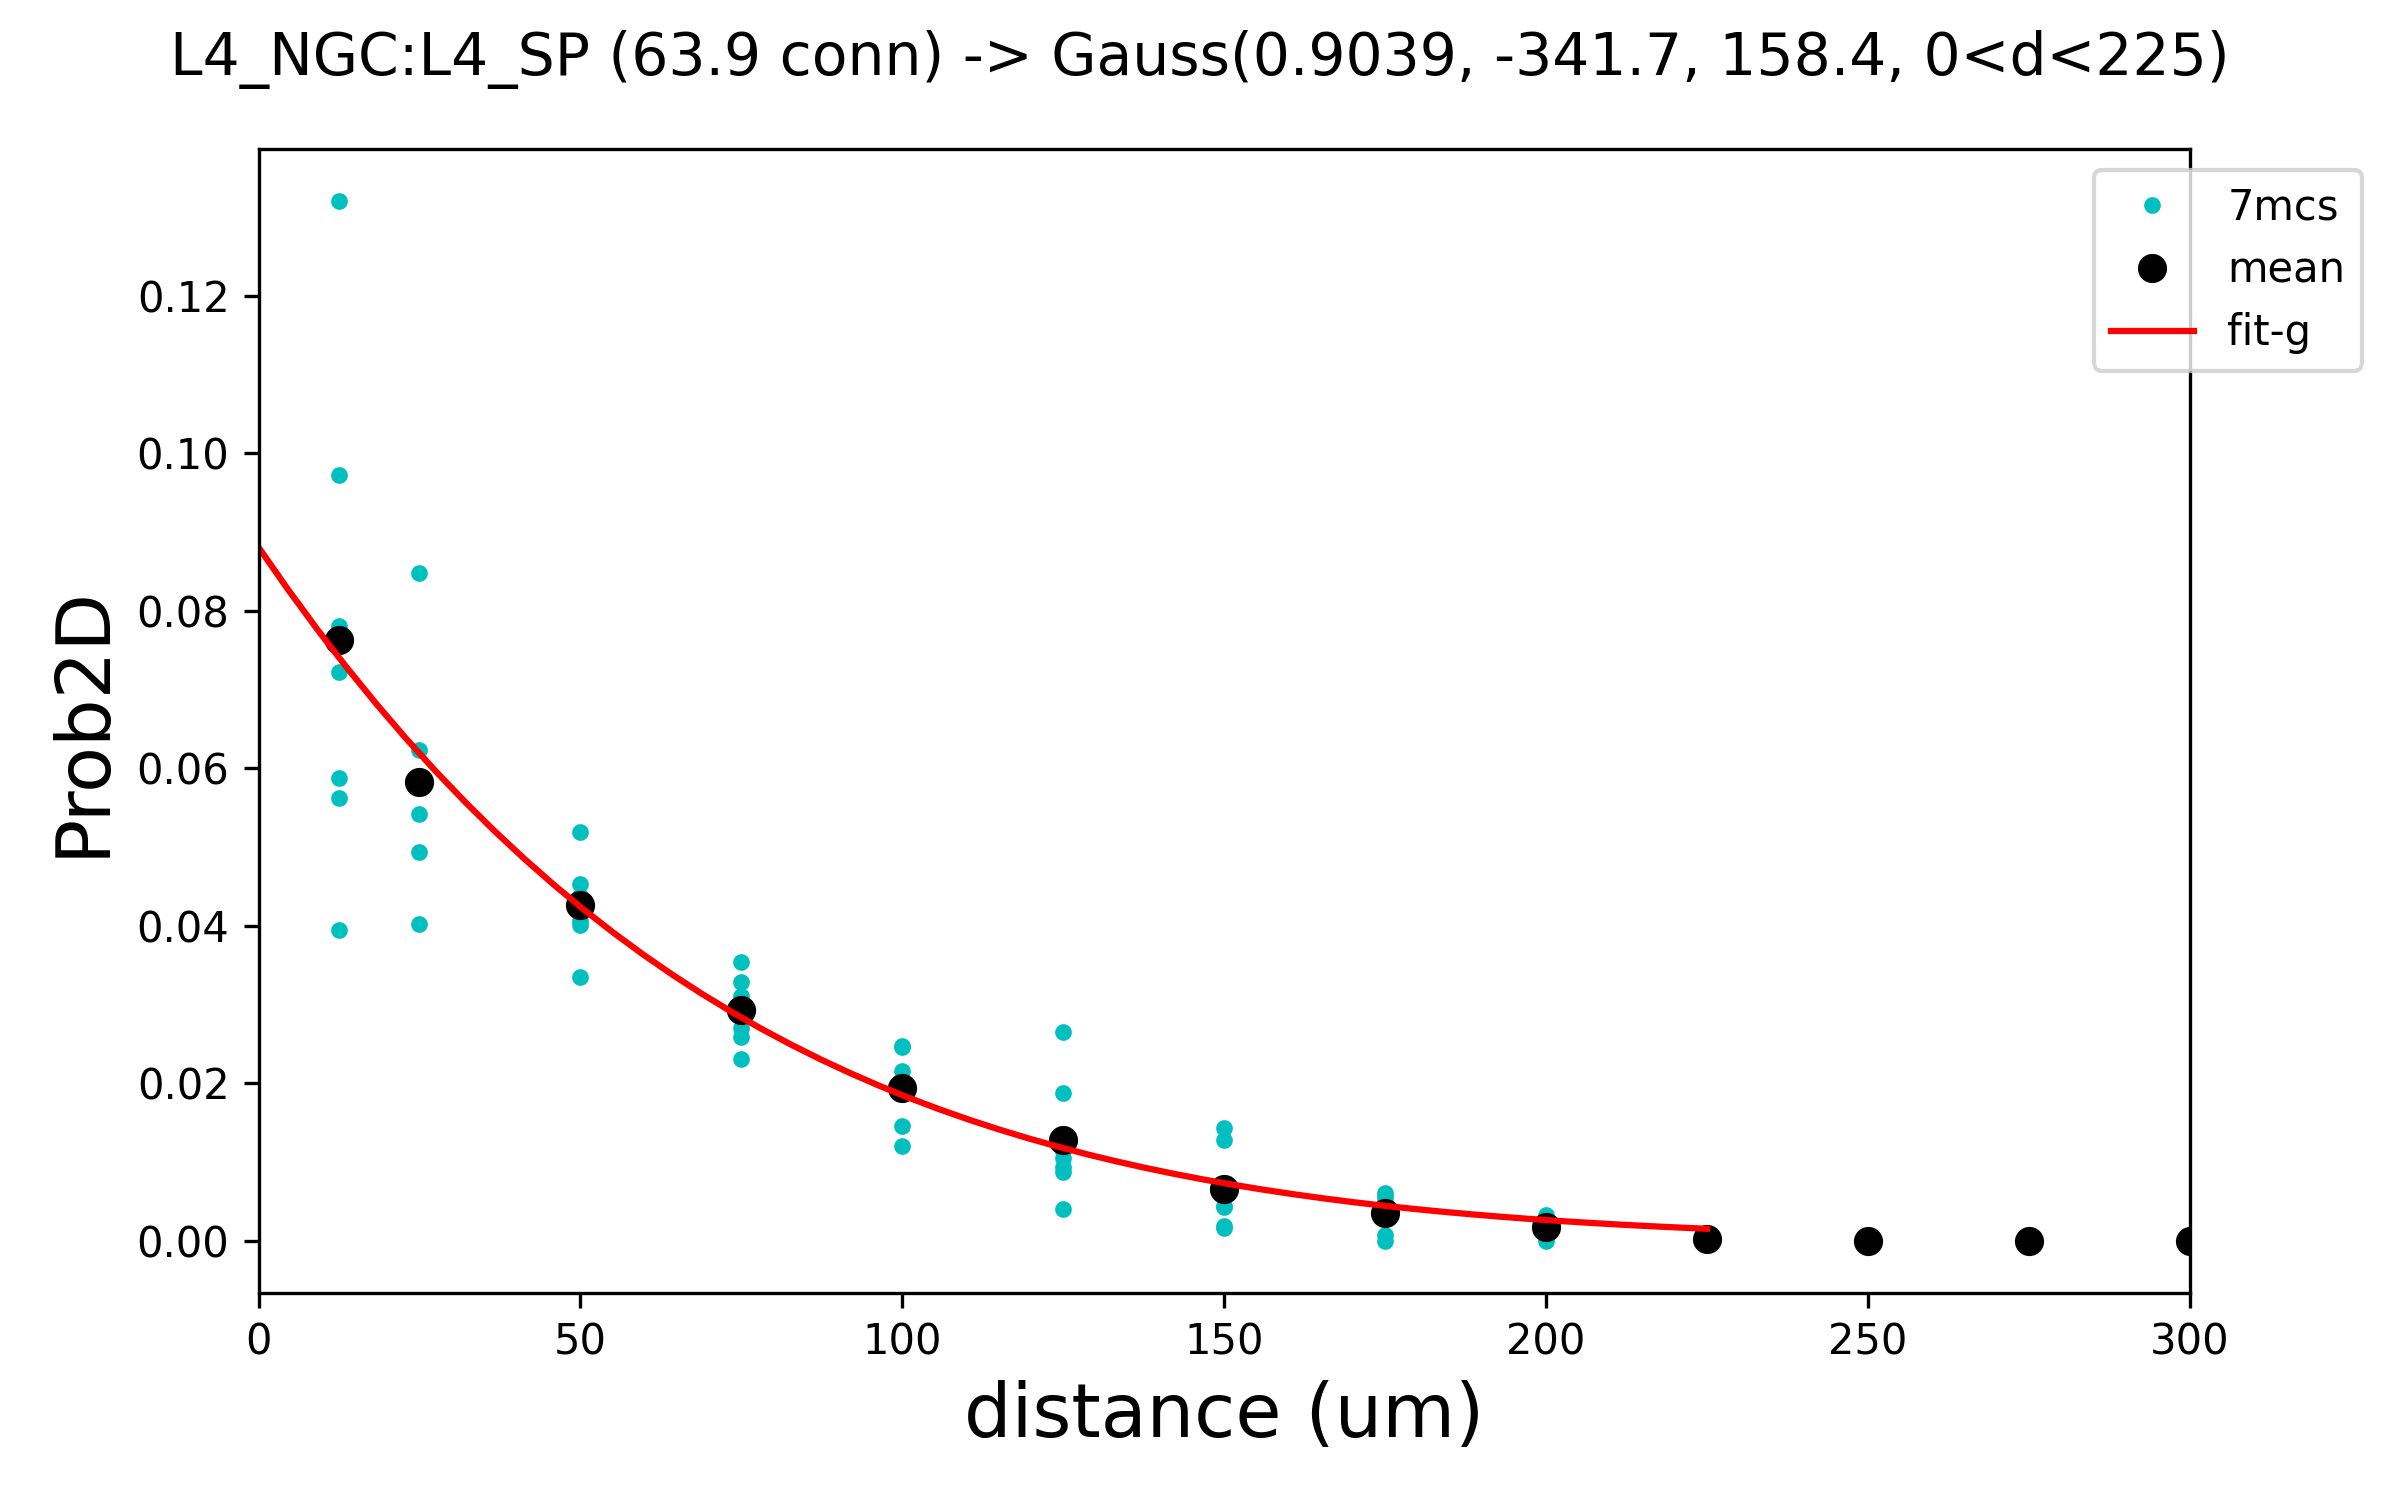 L4_NGC:L4_SP (63.9 conn) -> Gauss(0.9039, -341.7, 158.4, 0<d<225)
7mcs
mean
fit-g
0.12
0.10
0.08
0.06
0.04
0.02
0.00
Prob2D
0 50 100 150 200 250 300
distance (um)